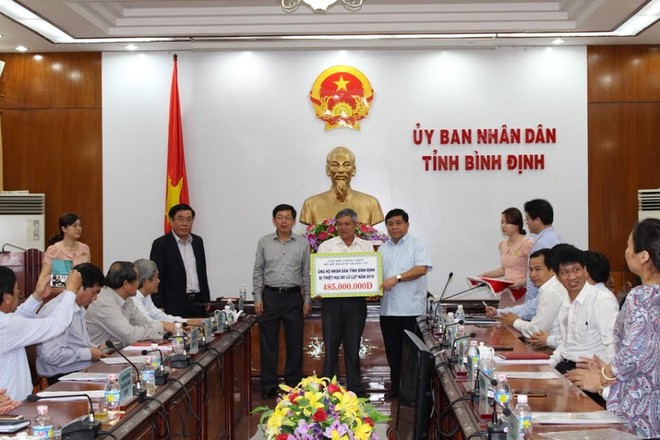 ỦY BAN NHÂN DÂN
TỈNH BÌNH ĐỊNH
ỦNG HỘ NHÂN DÂN TỈNH BÌNH ĐỊNH
BỊ THIỆT HẠI DO LŨ LỤT NĂM 2016
485.000.000Đ